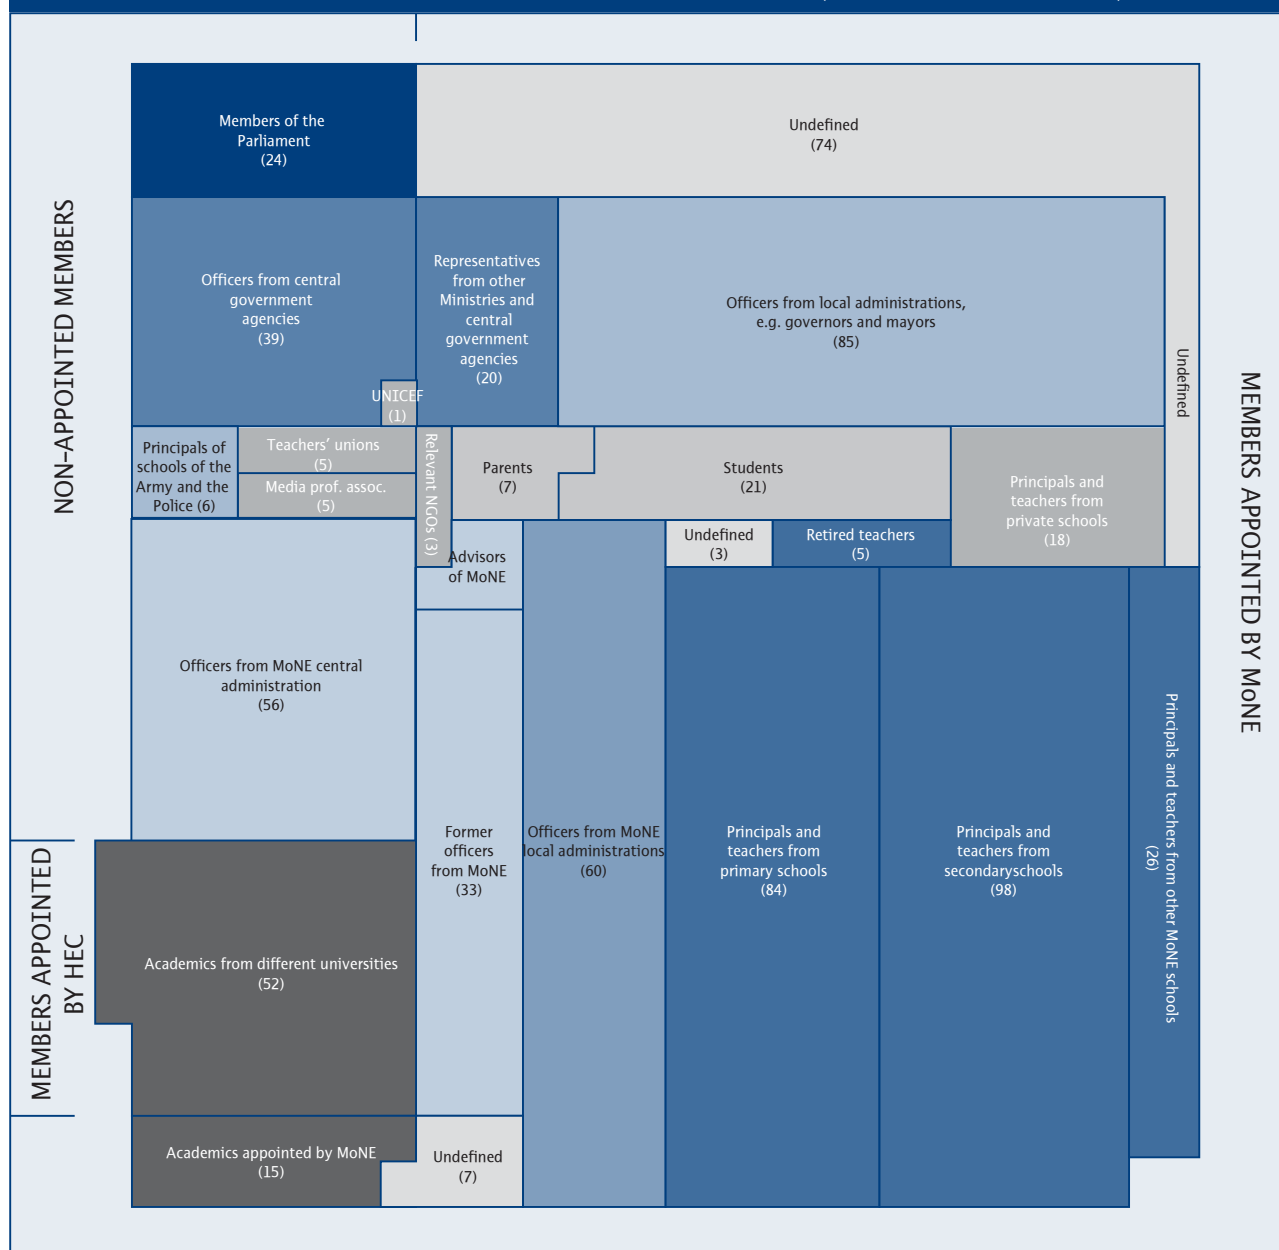 Members of the
Parliament
(24)
Undefined
(74)
NON-APPOINTED MEMBERS
Officers from central
government
agencies
(39)
Representatives
from other
Ministries and
central
government
agencies
(20)
Officers from local administrations,
e.g. governors and mayors
(85)
Undefined
MEMBERS APPOINTED BY MoNE
UNICEF
(1)
Principals of
schools of the
Army and the
Police (6)
Teachers’ unions
(5)
Media prof. assoc.
(5)
Relevant NGOs (3)
Parents
(7)
Students
(21)
Principals and
teachers from
private schools
(18)
Advisors
of MoNE
Undefined
(3)
Retired teachers
(5)
Officers from MoNE central
administration
(56)
Former
officers
from MoNE
(33)
Officers from MoNE
local administrations
(60)
Principals and
teachers from
primary schools
(84)
Principals and
teachers from
secondaryschools
(98)
Principals and teachers from other MoNE schools
(26)
MEMBERS APPOINTED
BY HEC
Academics from different universities
(52)
Academics appointed by MoNE
(15)
Undefined
(7)